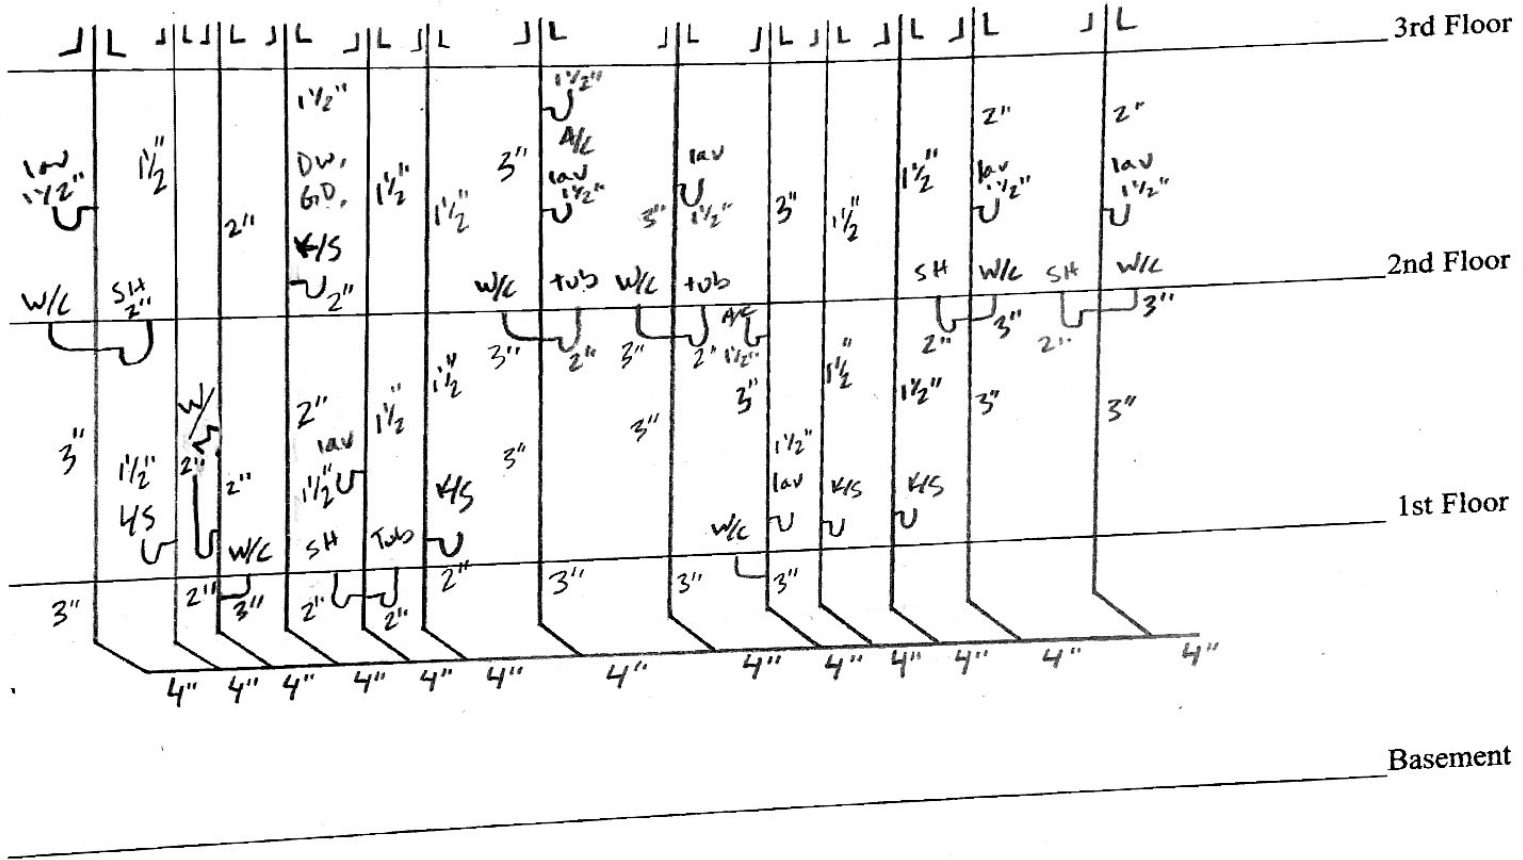 3rd Floor
1½"
lav
1½"
1½"
2"
1½"
DW.
G.D.
K/S
2"
1½"
1½"
3"
1½"
A/C
lav
1½"
3"
lav
1½"
3"
1½"
1½"
2"
lav
1½"
2"
lav
1½"
W/C
SH
2"
W/C
tub
W/C
tub
SH
W/C
SH
W/C
2nd Floor
3"
2"
3"
2"
A/C
1½"
2"
3"
2"
3"
3"
1½"
H/S
W/M
2"
2"
2"
lav
1½"
1½"
1½"
K/S
3"
3"
3"
1½"
lav
1½"
K/S
1½"
K/S
3"
3"
W/C
SH
Tub
W/C
1st Floor
3"
2"
3"
2"
2"
2"
3"
3"
3"
4"
4"
4"
4"
4"
4"
4"
4"
4"
4"
4"
4"
4"
Basement